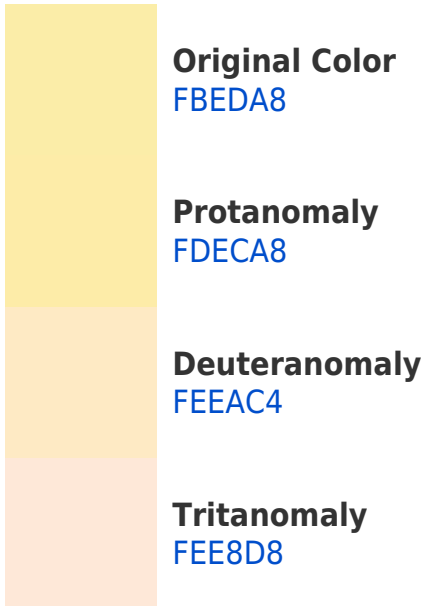 Original Color
FBEDA8
Protanomaly
FDECA8
Deuteranomaly
FEEAC4
Tritanomaly
FEE8D8